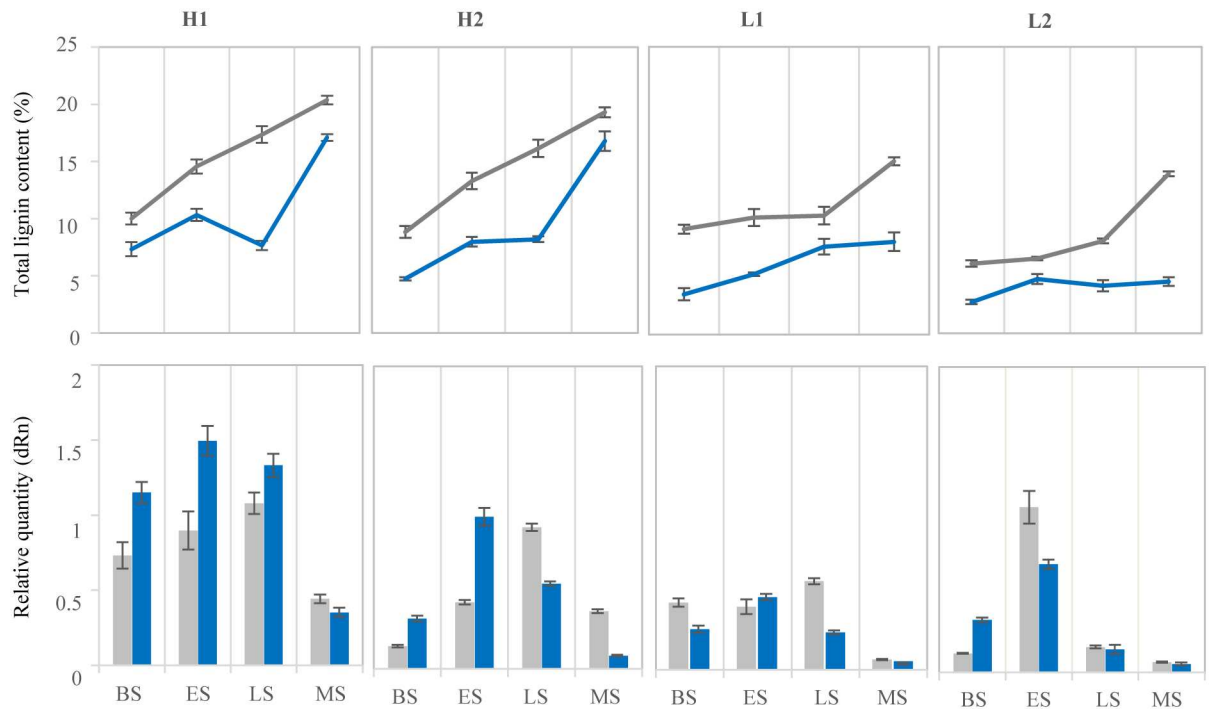 H1 H2 L1 L2
Total lignin content (%)
25
20
15
10
5
0
Relative quantity (dRn)
2
1.5
1
0.5
0
BS ES LS MS BS ES LS MS BS ES LS MS BS ES LS MS